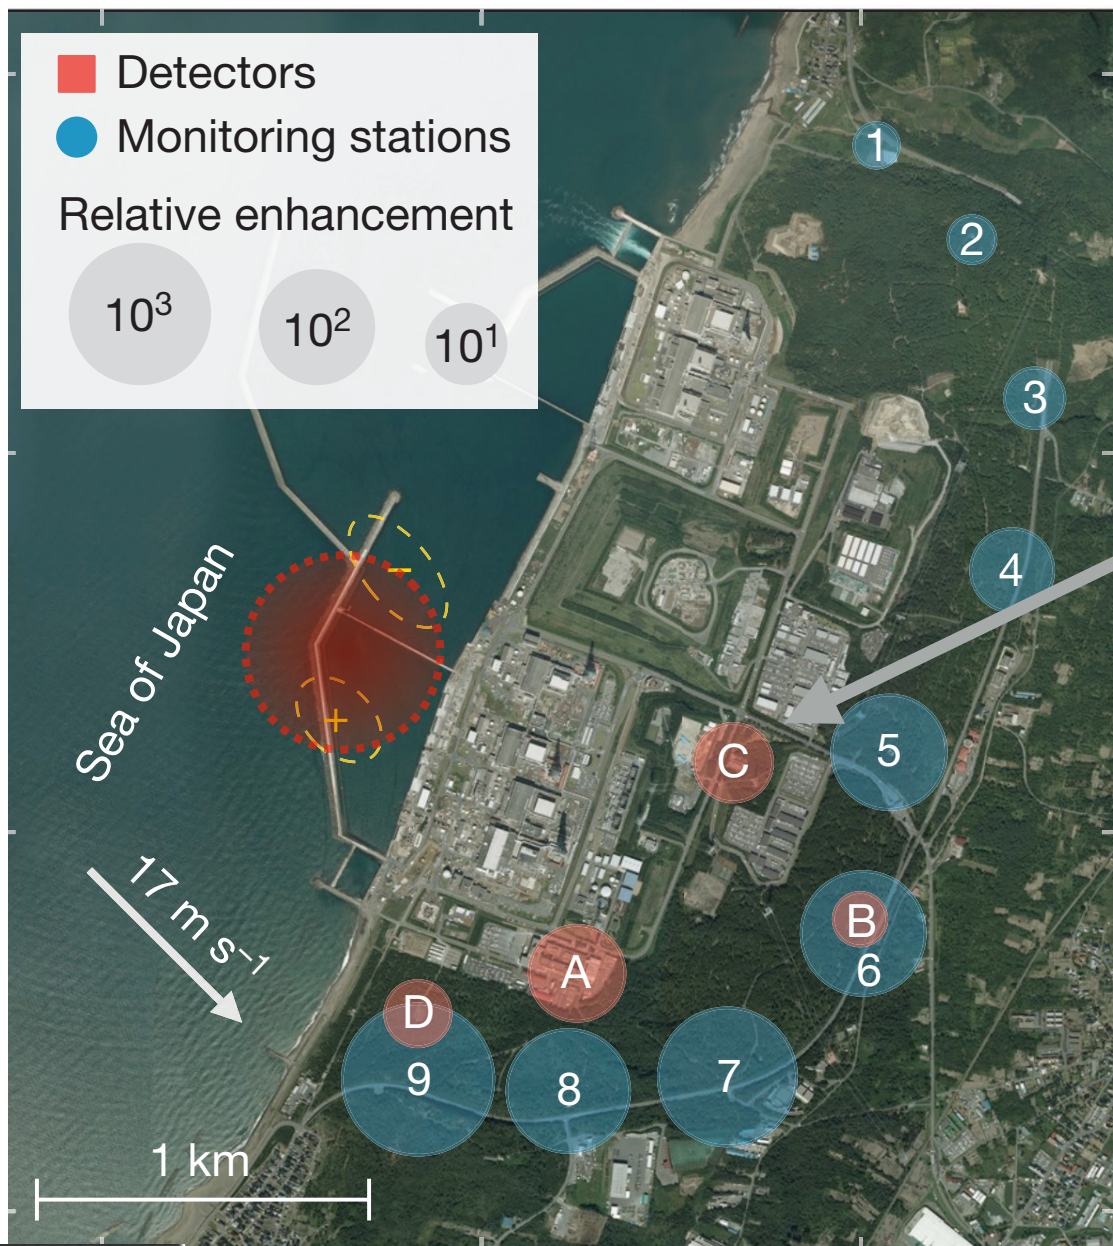 Detectors
Monitoring stations
Relative enhancement
10³
10²
10¹
1
2
3
4
Sea of Japan
−
+
C
5
17 m s⁻¹
B
6
A
D
9
8
7
1 km